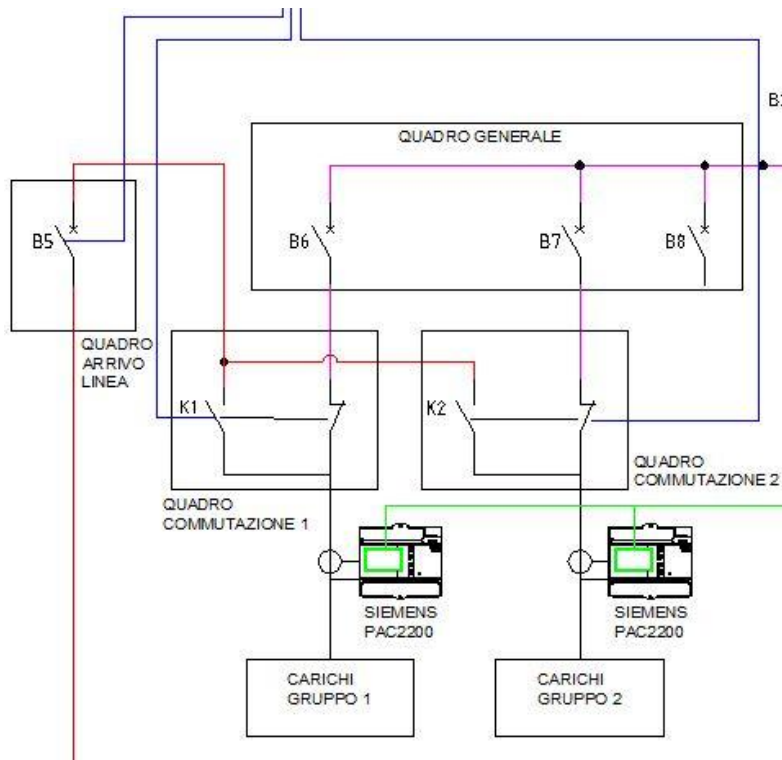 B1
QUADRO GENERALE
B5
B6
B7
B8
QUADRO
ARRIVO
LINEA
K1
K2
QUADRO
COMMUTAZIONE 1
QUADRO
COMMUTAZIONE 2
SIEMENS
PAC2200
SIEMENS
PAC2200
CARICHI
GRUPPO 1
CARICHI
GRUPPO 2